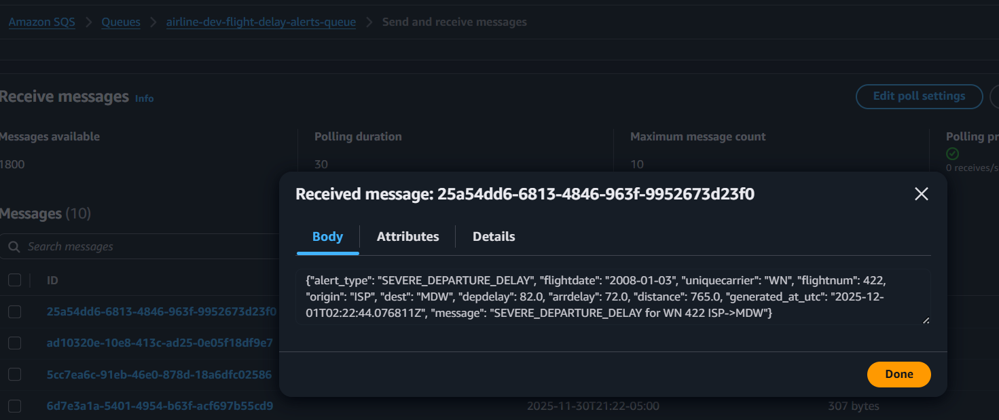 Amazon SQS > Queues > airline-dev-flight-delay-alerts-queue > Send and receive messages
Receive messages Info
Edit poll settings
Messages available
Polling duration
Maximum message count
Polling pr
1800
30
10
0 receives/s
Messages (10)
Search messages
ID
25a54dd6-6813-4846-963f-9952673d23f0
ad10320e-10e8-413c-ad25-0e05f18df9e7
5cc7ea6c-91eb-46e0-878d-18a6dfc02586
6d7e3a1a-5401-4954-b63f-acf697b55cd9
2025-11-30T21:22-05:00
307 bytes
Received message: 25a54dd6-6813-4846-963f-9952673d23f0
Body
Attributes
Details
{"alert_type": "SEVERE_DEPARTURE_DELAY", "flightdate": "2008-01-03", "uniquecarrier": "WN", "flightnum": 422,
"origin": "ISP", "dest": "MDW", "depdelay": 82.0, "arrdelay": 72.0, "distance": 765.0, "generated_at_utc": "2025-12-
01T02:22:44.076811Z", "message": "SEVERE_DEPARTURE_DELAY for WN 422 ISP->MDW"}
Done